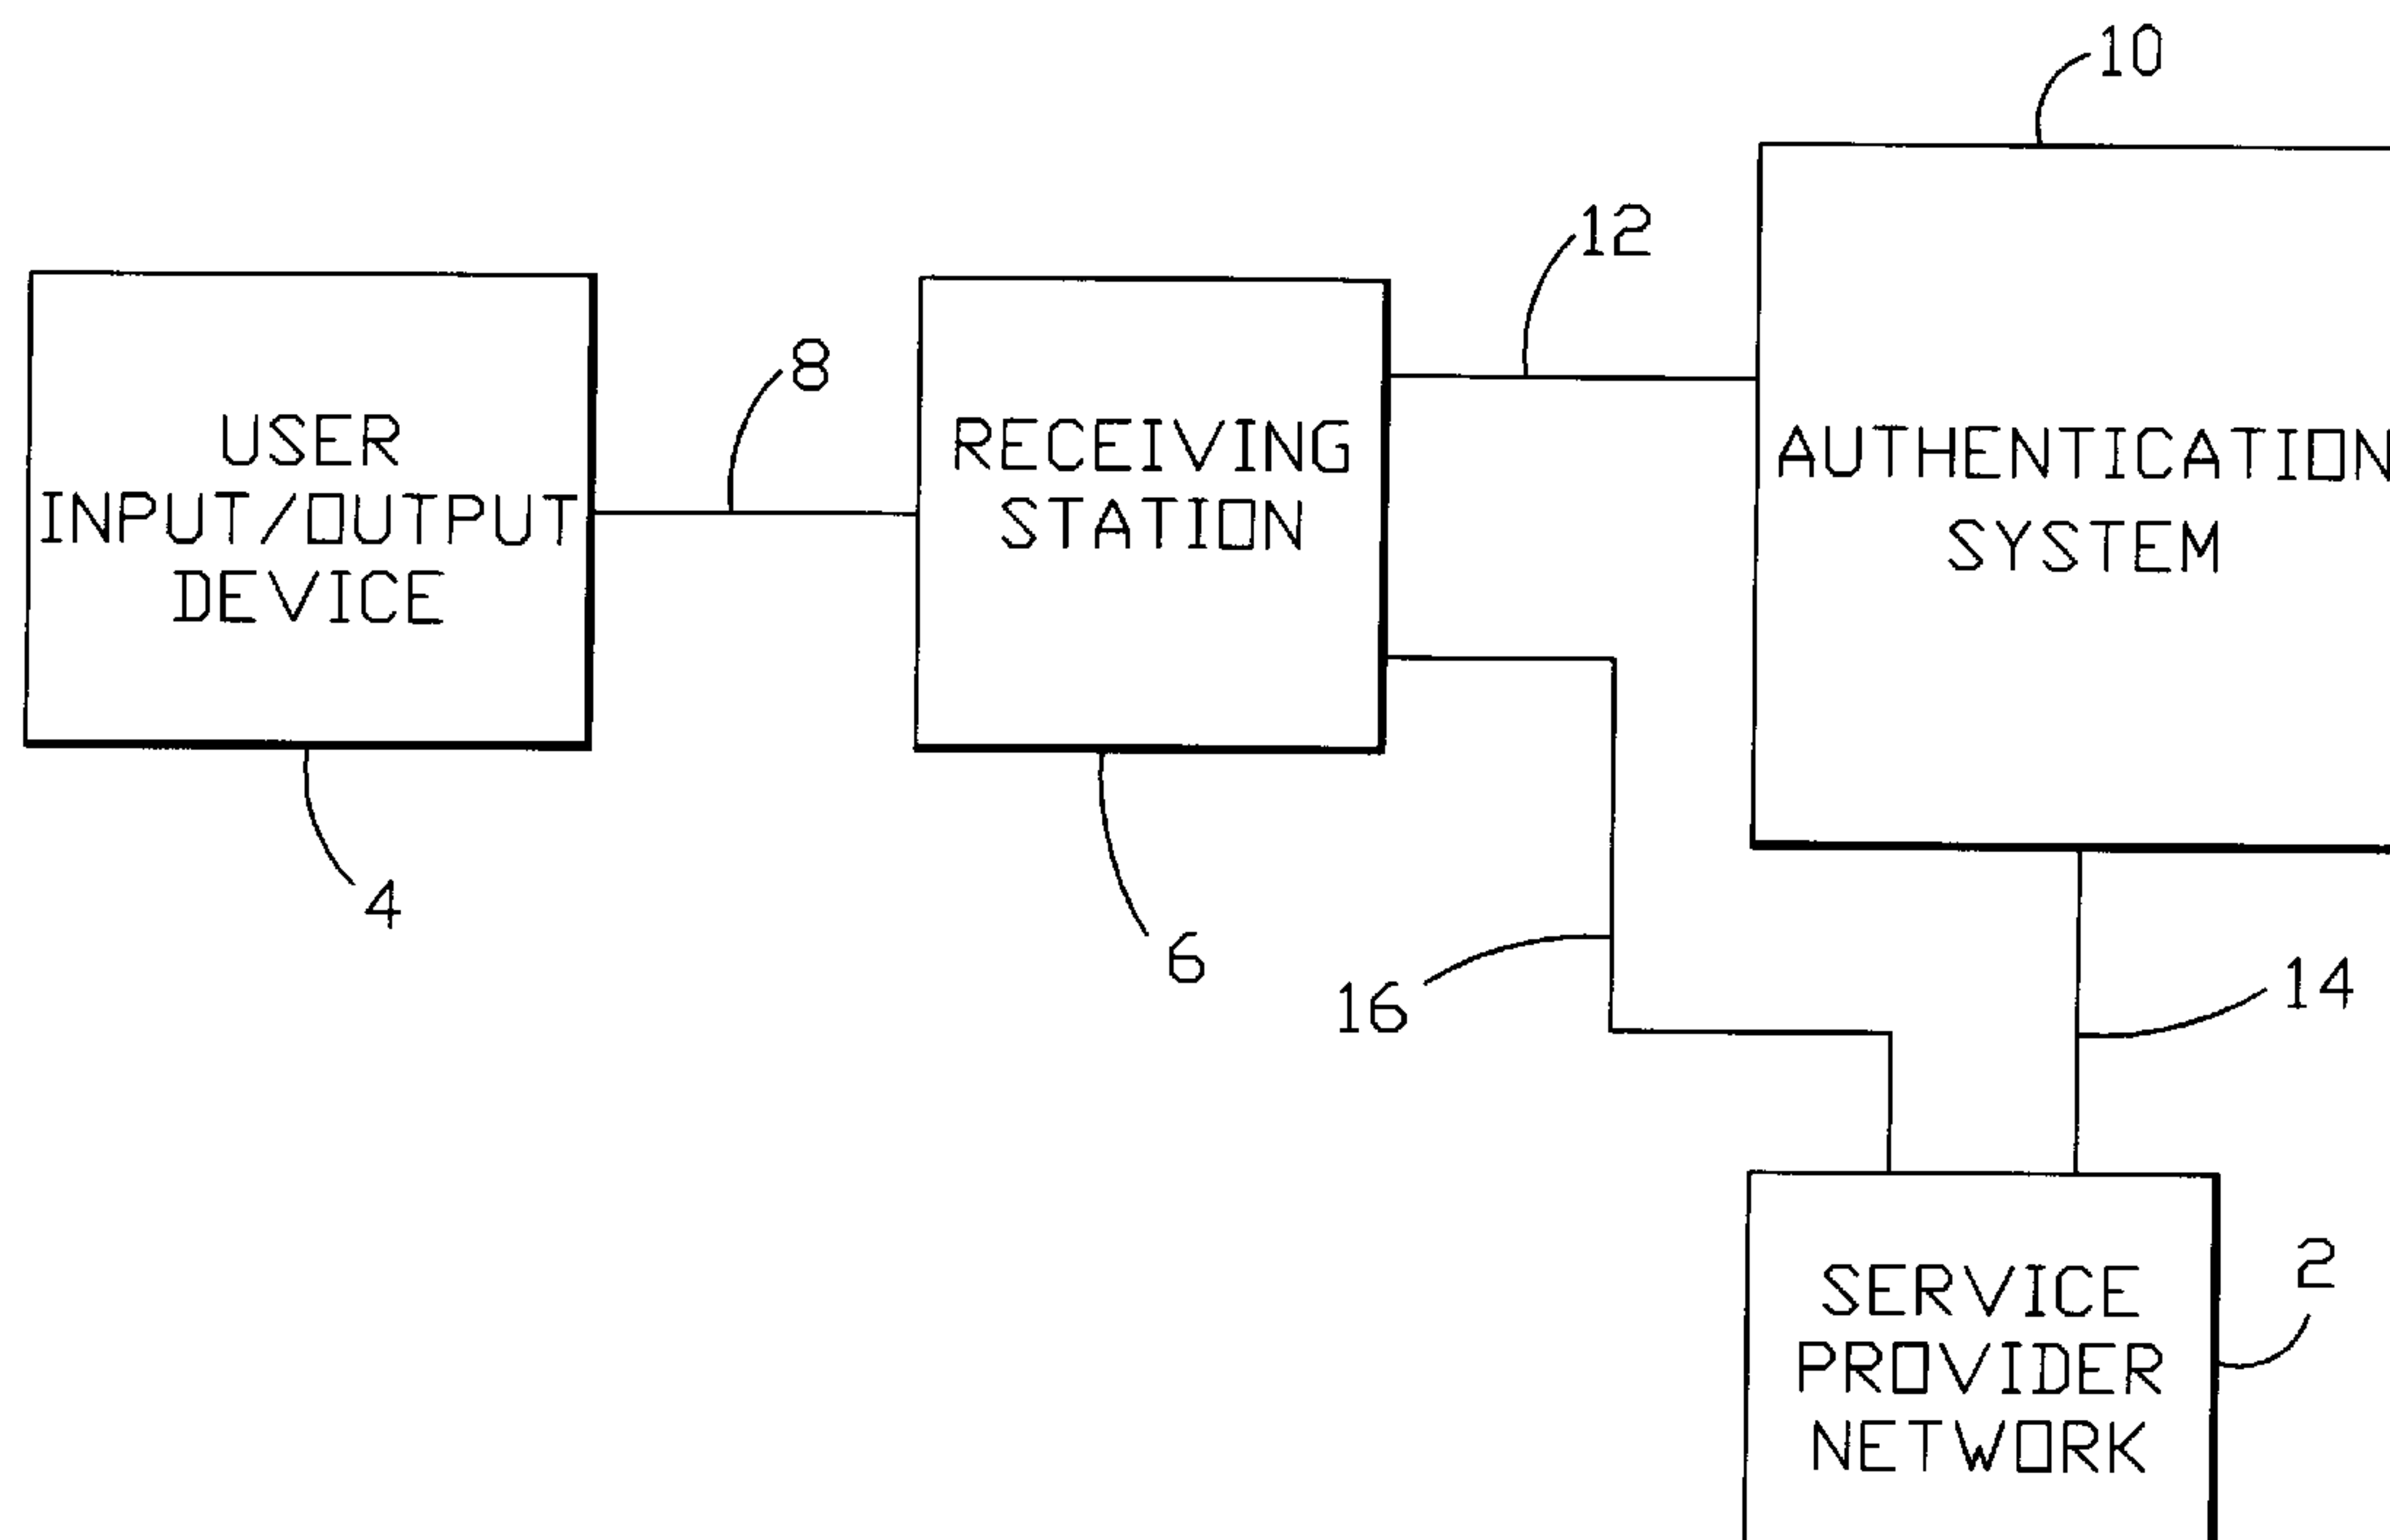 10
12
8
USER
INPUT/OUTPUT
DEVICE
RECEIVING
STATION
AUTHENTICATION
SYSTEM
4
6
16
14
2
SERVICE
PROVIDER
NETWORK